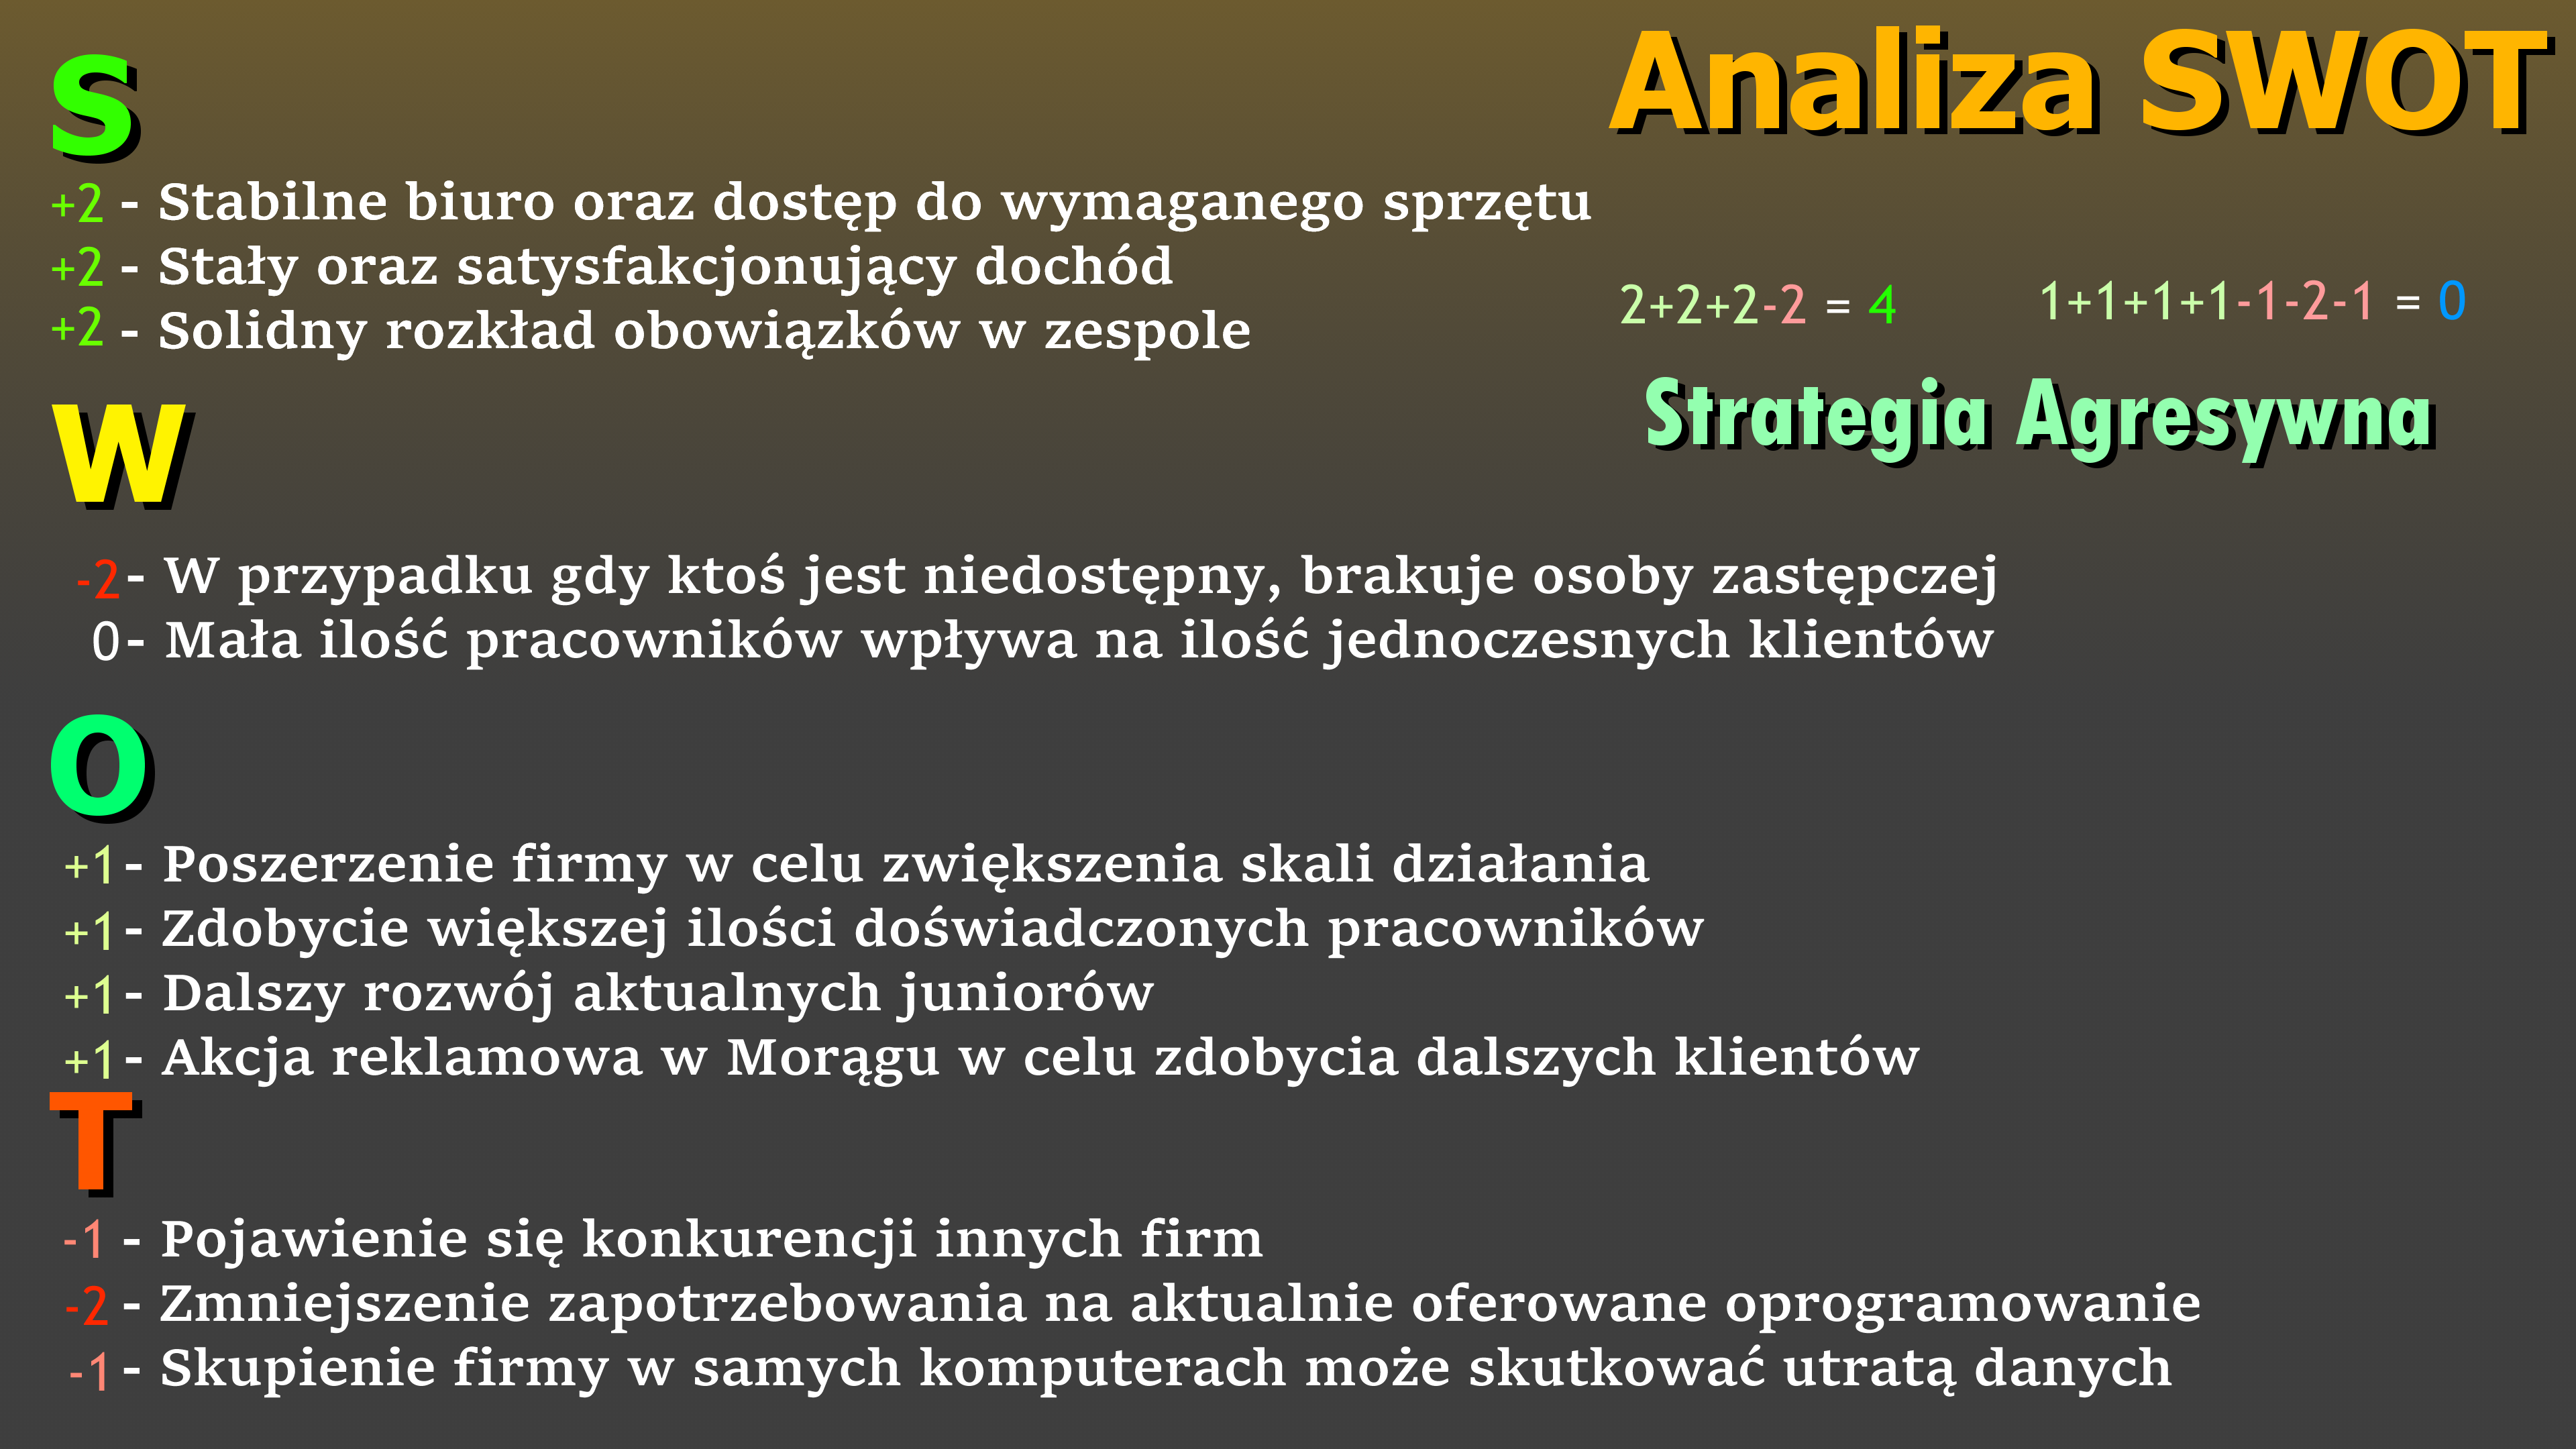 Analiza SWOT
S
+2 - Stabilne biuro oraz dostęp do wymaganego sprzętu
+2 - Stały oraz satysfakcjonujący dochód
+2 - Solidny rozkład obowiązków w zespole
2+2+2-2 = 4
1+1+1+1-1-2-1 = 0
Strategia Agresywna
W
-2 - W przypadku gdy ktoś jest niedostępny, brakuje osoby zastępczej
0 - Mała ilość pracowników wpływa na ilość jednoczesnych klientów
O
+1 - Poszerzenie firmy w celu zwiększenia skali działania
+1 - Zdobycie większej ilości doświadczonych pracowników
+1 - Dalszy rozwój aktualnych juniorów
+1 - Akcja reklamowa w Morągu w celu zdobycia dalszych klientów
T
-1 - Pojawienie się konkurencji innych firm
-2 - Zmniejszenie zapotrzebowania na aktualnie oferowane oprogramowanie
-1 - Skupienie firmy w samych komputerach może skutkować utratą danych